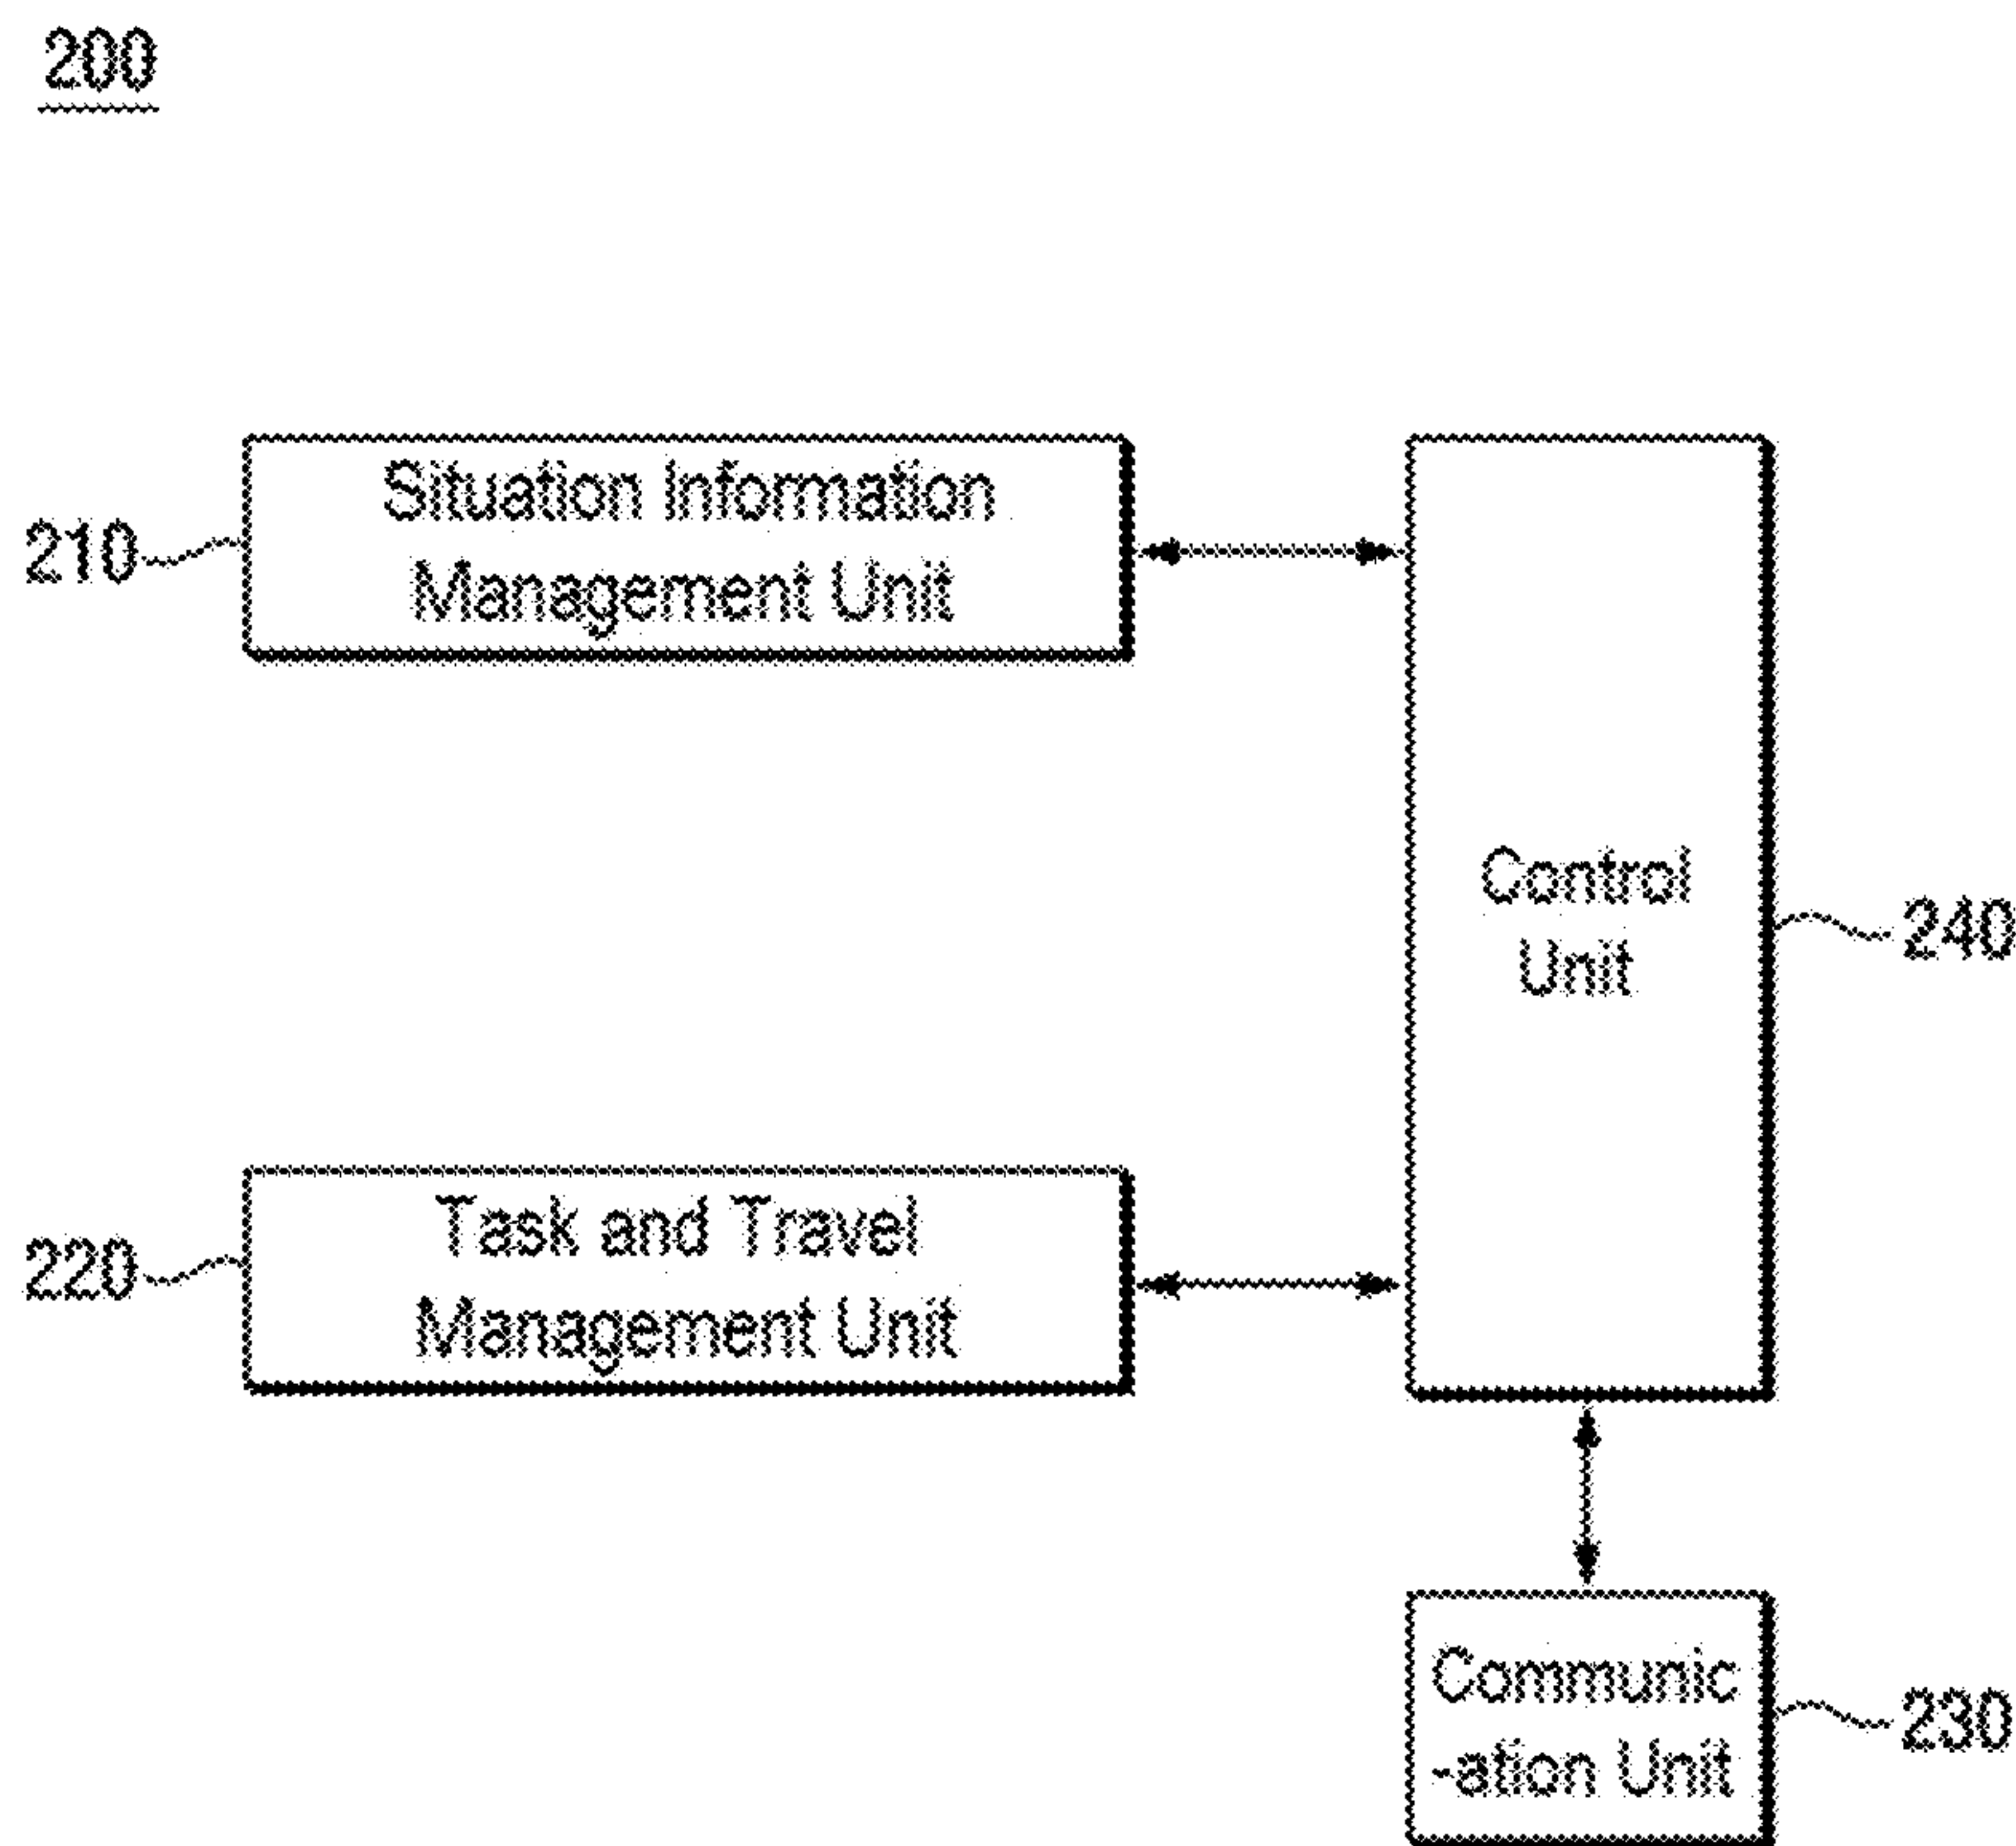 200
Situation Information
Management Unit
210
Control
Unit
240
Task and Travel
Management Unit
220
Communic
-ation Unit
230